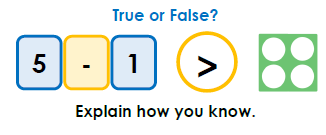 True or False?
5 - 1 >
Explain how you know.